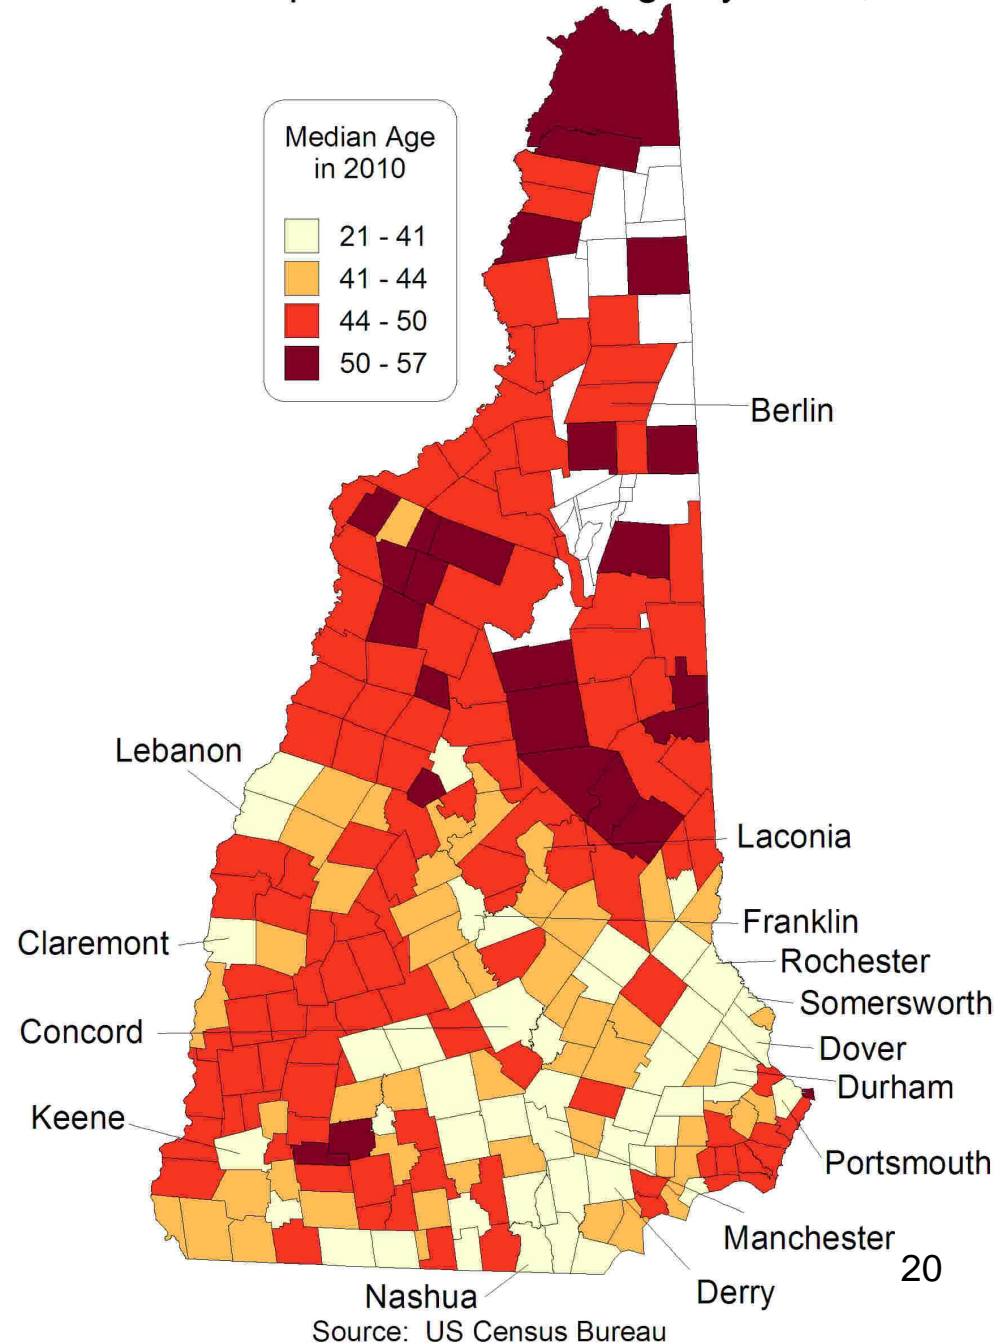 Median Age
in 2010
21 - 41
41 - 44
44 - 50
50 - 57
Berlin
Lebanon
Laconia
Franklin
Claremont
Rochester
Somersworth
Concord
Dover
Durham
Keene
Portsmouth
Manchester
20
Derry
Nashua
Source: US Census Bureau